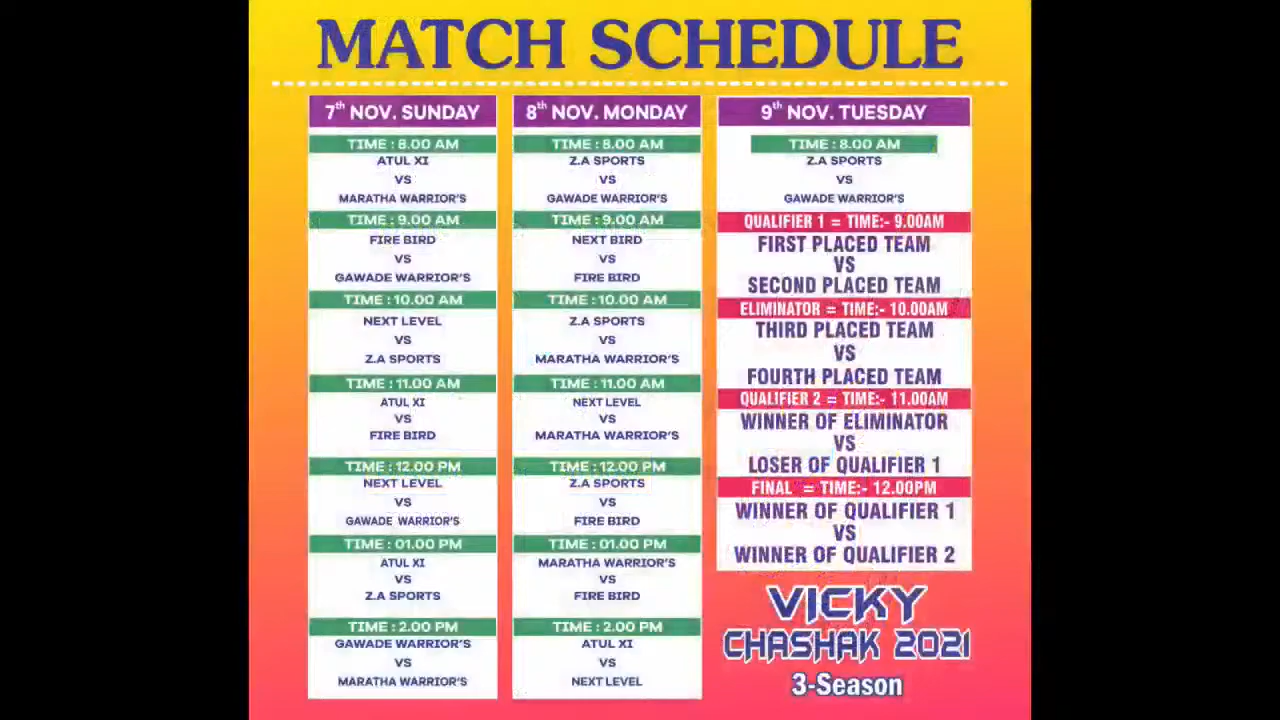 MATCH SCHEDULE
7th NOV. SUNDAY
TIME : 8.00 AM
ATUL XI
VS
MARATHA WARRIOR'S
TIME : 9.00 AM
FIRE BIRD
VS
GAWADE WARRIOR'S
TIME : 10.00 AM
NEXT LEVEL
VS
Z.A SPORTS
TIME : 11.00 AM
ATUL XI
VS
FIRE BIRD
TIME : 12.00 PM
NEXT LEVEL
VS
GAWADE WARRIOR'S
TIME : 01.00 PM
ATUL XI
VS
Z.A SPORTS
TIME : 2.00 PM
GAWADE WARRIOR'S
VS
MARATHA WARRIOR'S
8th NOV. MONDAY
TIME : 8.00 AM
Z.A SPORTS
VS
GAWADE WARRIOR'S
TIME : 9.00 AM
NEXT BIRD
VS
FIRE BIRD
TIME : 10.00 AM
Z.A SPORTS
VS
MARATHA WARRIOR'S
TIME : 11.00 AM
NEXT LEVEL
VS
MARATHA WARRIOR'S
TIME : 12.00 PM
Z.A SPORTS
VS
FIRE BIRD
TIME : 01.00 PM
MARATHA WARRIOR'S
VS
FIRE BIRD
TIME : 2.00 PM
ATUL XI
VS
NEXT LEVEL
9th NOV. TUESDAY
TIME : 8.00 AM
Z.A SPORTS
VS
GAWADE WARRIOR'S
QUALIFIER 1 = TIME:- 9.00AM
FIRST PLACED TEAM
VS
SECOND PLACED TEAM
ELIMINATOR = TIME:- 10.00AM
THIRD PLACED TEAM
VS
FOURTH PLACED TEAM
QUALIFIER 2 = TIME:- 11.00AM
WINNER OF ELIMINATOR
VS
LOSER OF QUALIFIER 1
FINAL = TIME:- 12.00PM
WINNER OF QUALIFIER 1
VS
WINNER OF QUALIFIER 2
VICKY
CHASHAK 2021
3-Season